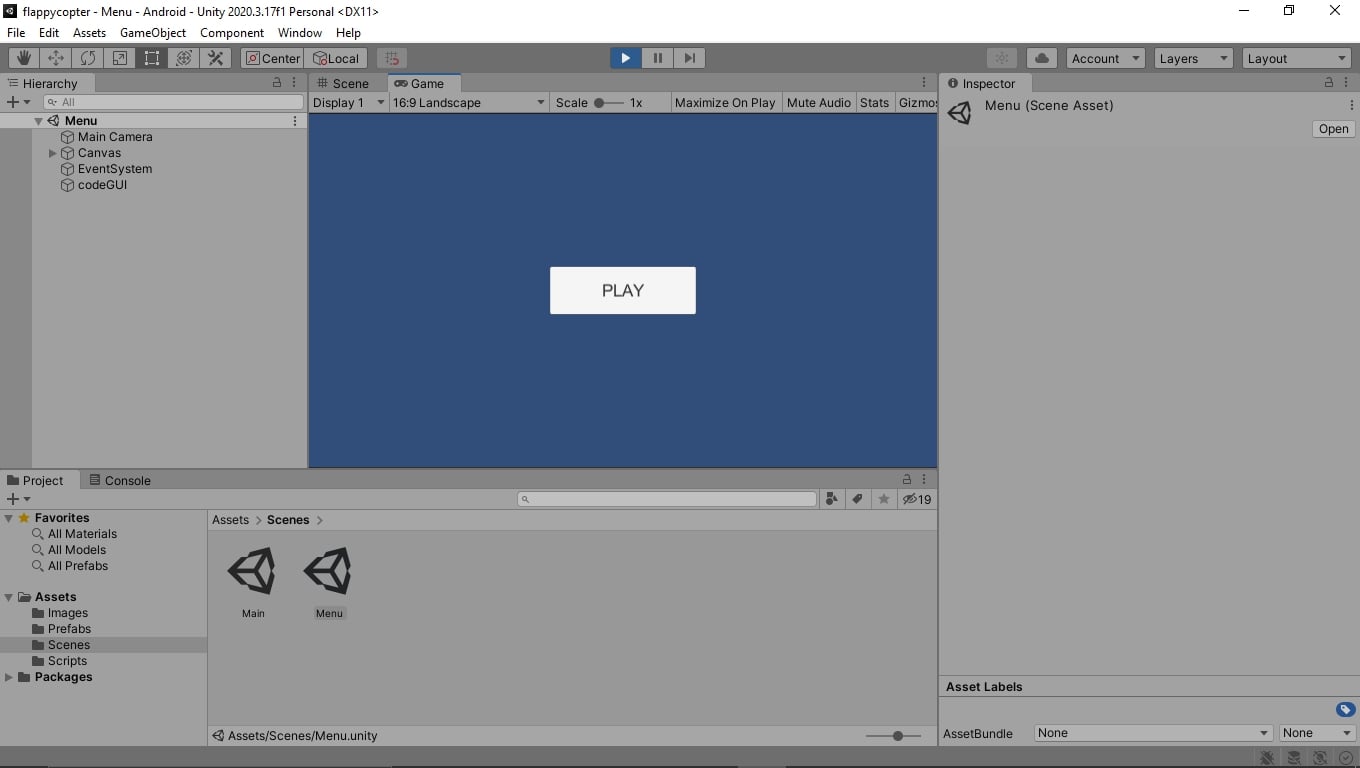 flappycopter - Menu - Android - Unity 2020.3.17f1 Personal <DX11>
File Edit Assets GameObject Component Window Help
Center Local Account Layers Layout
Hierarchy
All
Menu
Main Camera
Canvas
EventSystem
codeGUI
Scene Game
Display 1 16:9 Landscape Scale 1x Maximize On Play Mute Audio Stats Gizmos
PLAY
Inspector
Menu (Scene Asset)
Open
Project Console
19
Favorites
All Materials
All Models
All Prefabs
Assets
Images
Prefabs
Scenes
Scripts
Packages
Assets > Scenes >
Main Menu
Assets/Scenes/Menu.unity
Asset Labels
AssetBundle None None